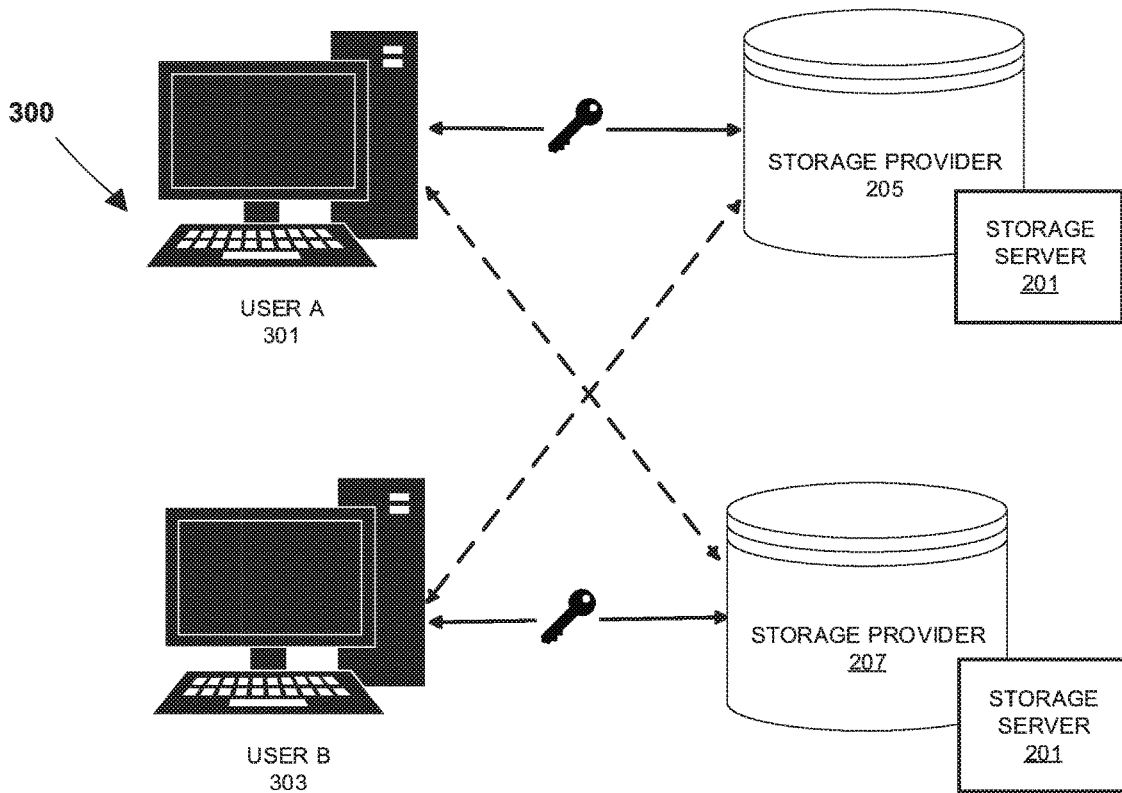 300
STORAGE PROVIDER
205
STORAGE
SERVER
201
USER A
301
STORAGE PROVIDER
207
STORAGE
SERVER
201
USER B
303